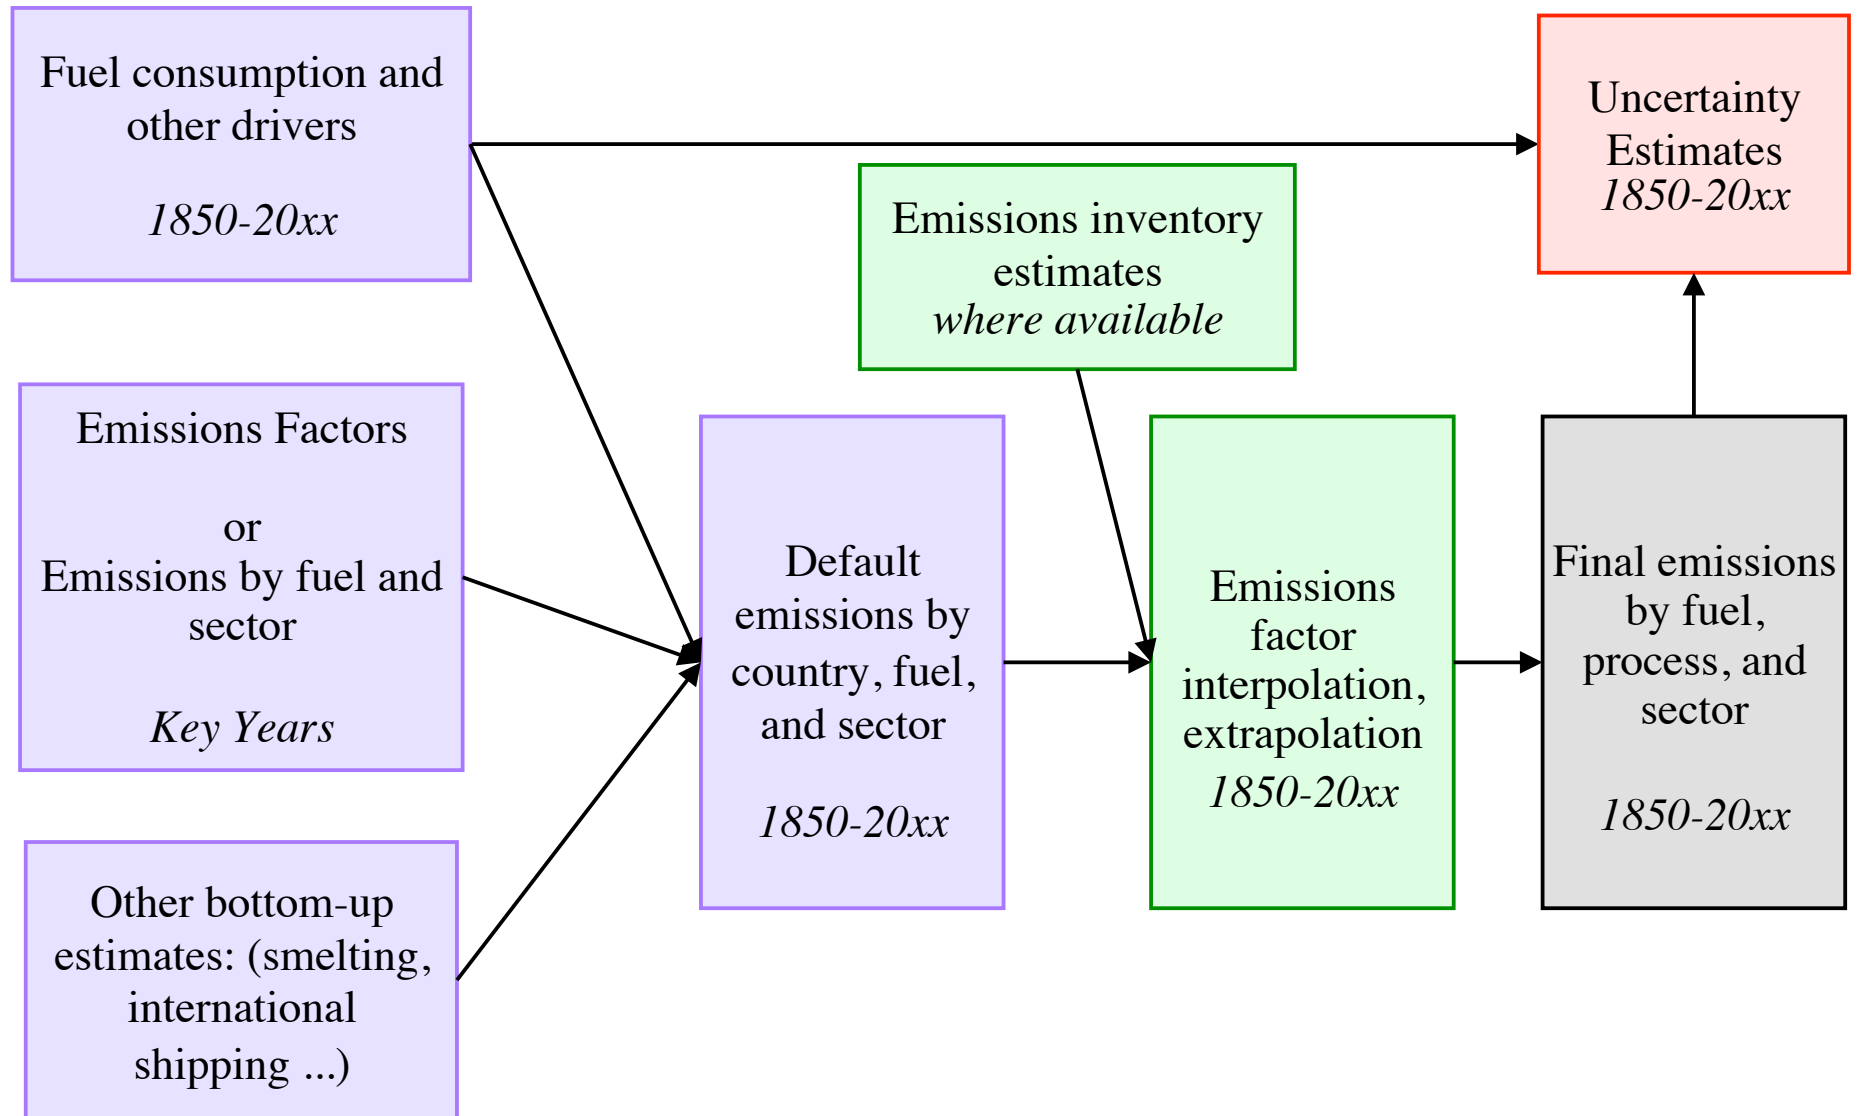 Fuel consumption and
other drivers
1850-20xx
Uncertainty
Estimates
1850-20xx
Emissions inventory
estimates
where available
Emissions Factors
or
Emissions by fuel and
sector
Key Years
Default
emissions by
country, fuel,
and sector
1850-20xx
Emissions
factor
interpolation,
extrapolation
1850-20xx
Final emissions
by fuel,
process, and
sector
1850-20xx
Other bottom-up
estimates: (smelting,
international
shipping ...)